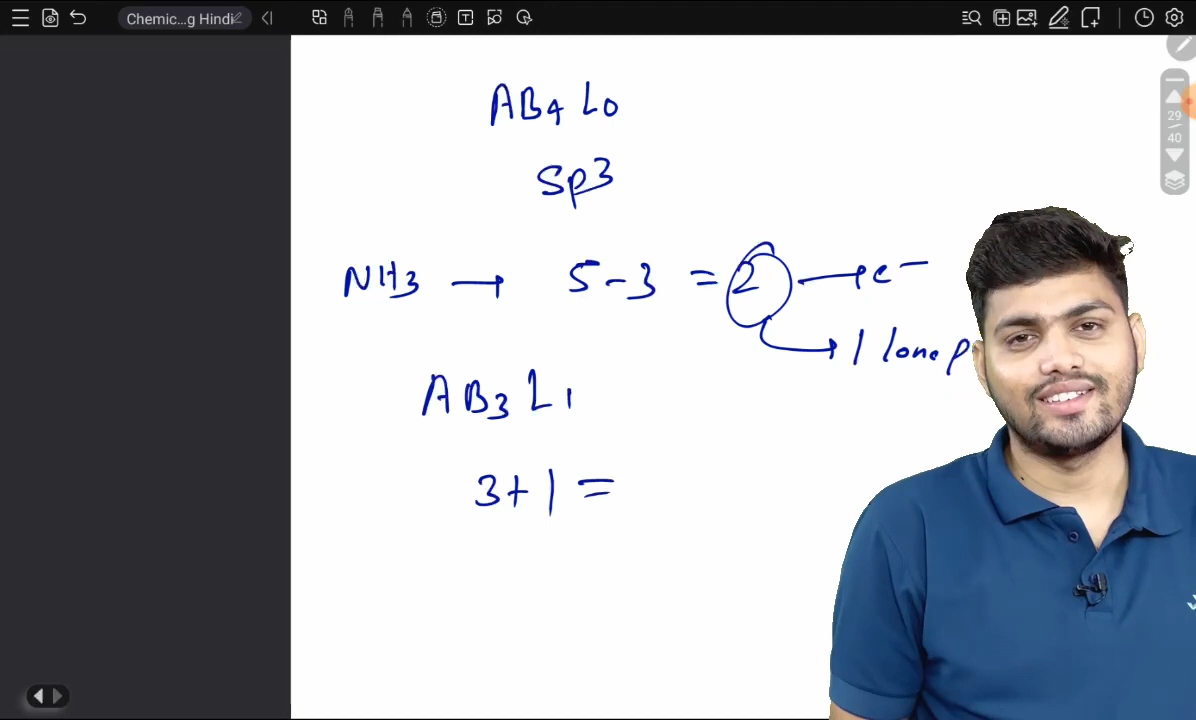 Chemic...g Hindi
29
40
AB4 L0
Sp3
NH3 → 5-3 = 2 → e⁻
→ 1 lone p
AB3 L1
3+1 =